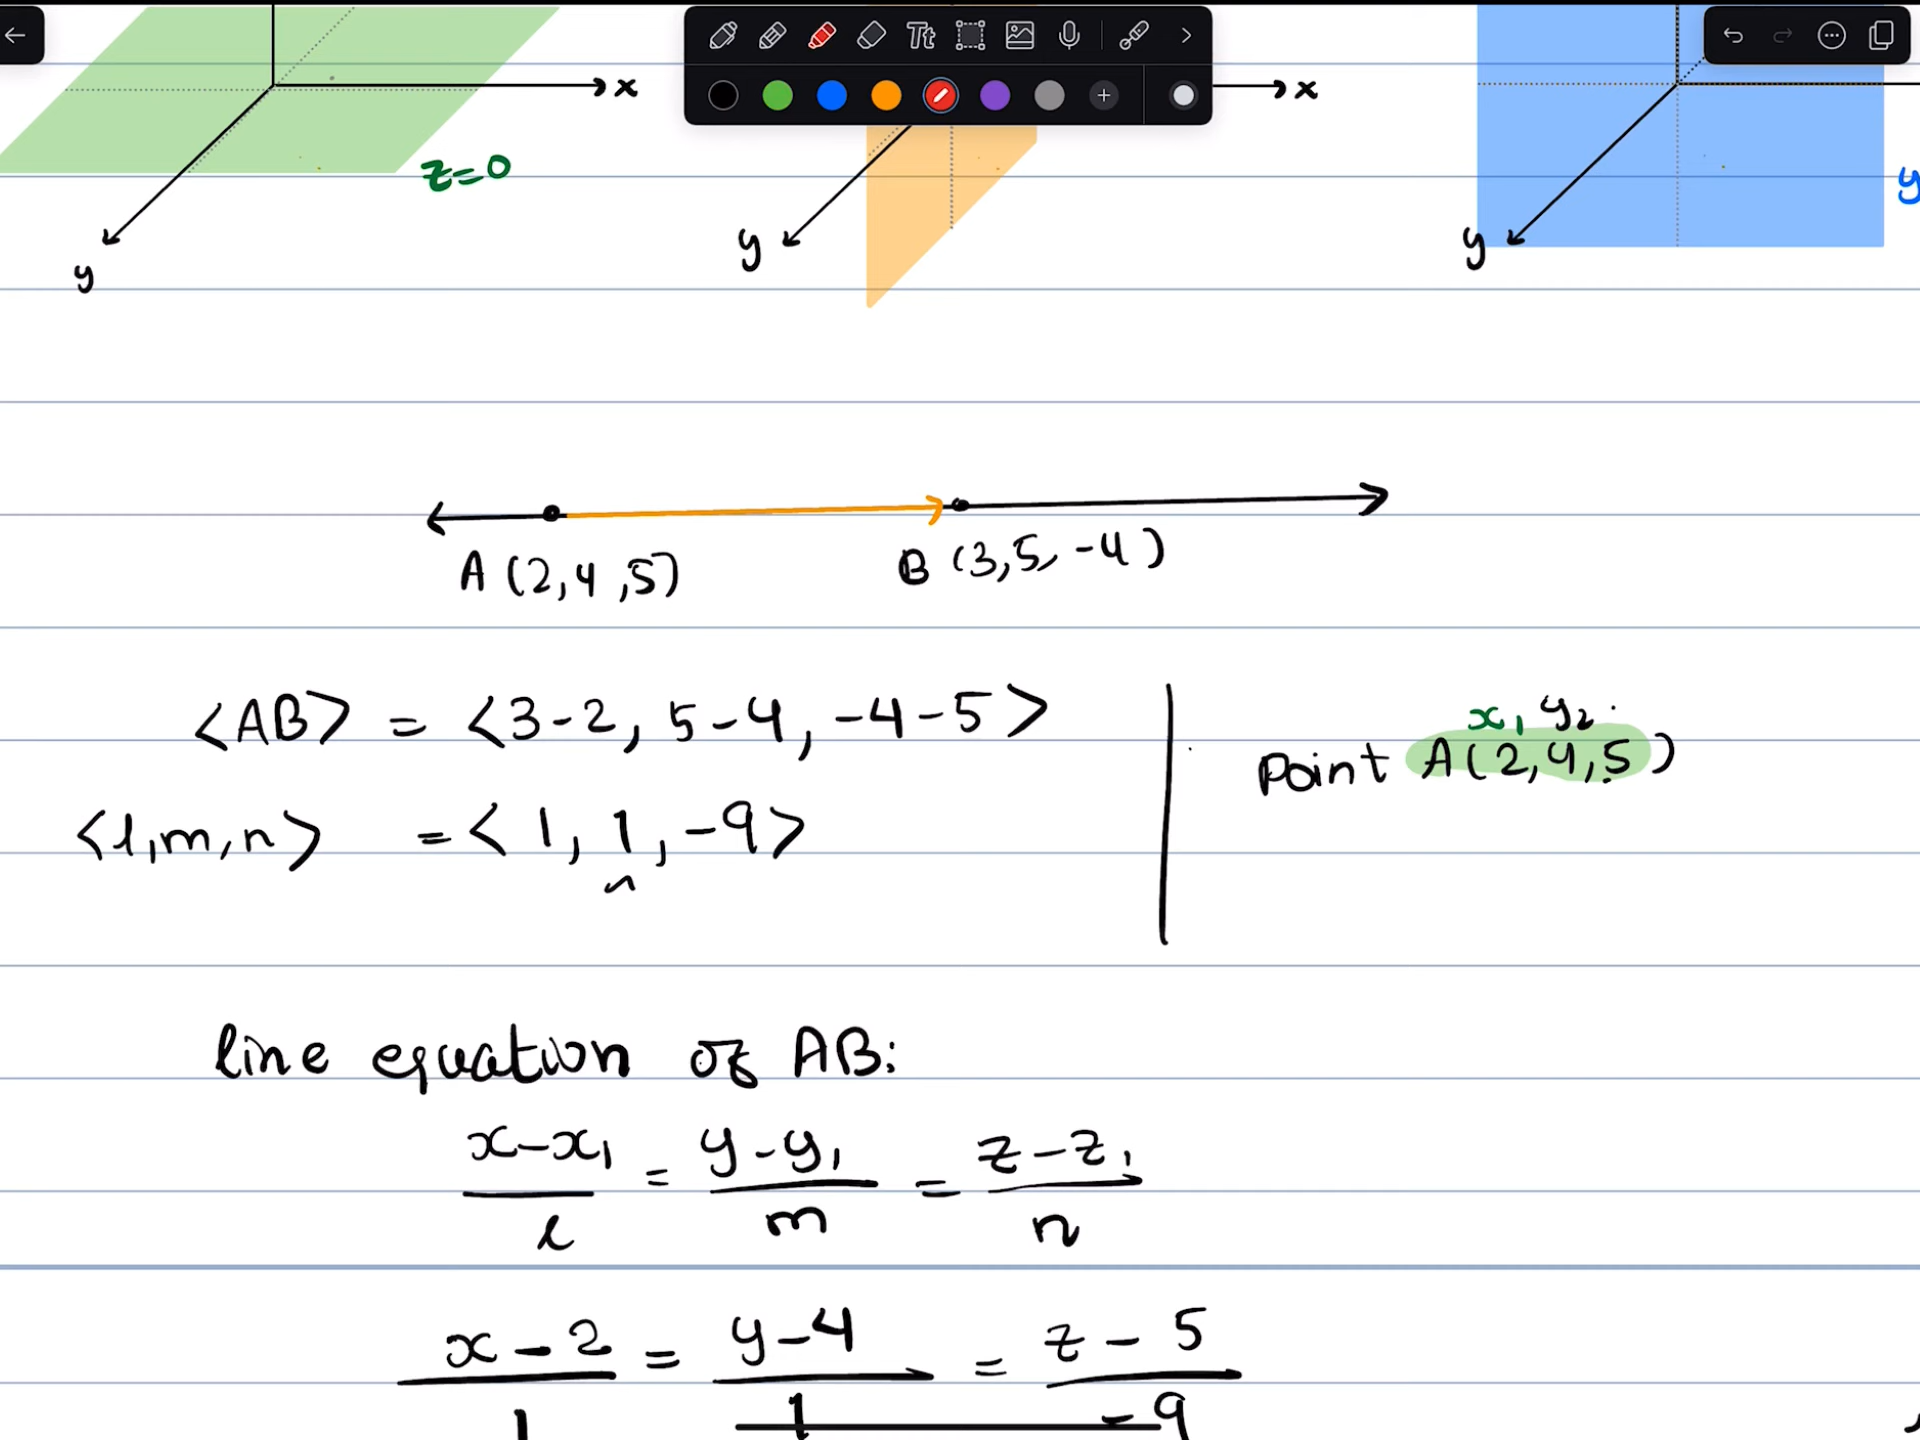 x
x
z=0
y
y
y
y
A (2,4,5)
B (3,5,-4)
<AB> = <3-2, 5-4, -4-5>
x₁ y₂
Point A(2,4,5)
<l,m,n> = <1, 1, -9>
line equation of AB:
x-x₁/l = y-y₁/m = z-z₁/n
x-2/1 = y-4/1 = z-5/-9